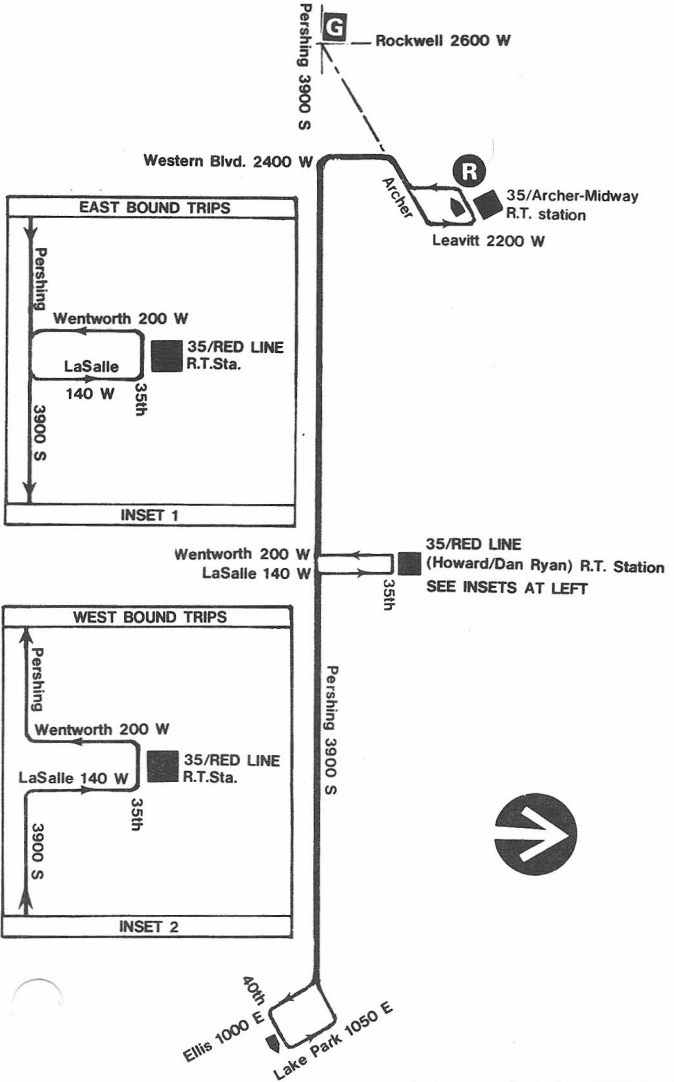 G
Rockwell 2600 W
Pershing 3900 S
Western Blvd. 2400 W
R
Archer
35/Archer-Midway
R.T. station
Leavitt 2200 W
EAST BOUND TRIPS
Pershing
Wentworth 200 W
35/RED LINE
R.T.Sta.
LaSalle
140 W
35th
3900 S
INSET 1
Wentworth 200 W
LaSalle 140 W
35th
35/RED LINE
(Howard/Dan Ryan) R.T. Station
SEE INSETS AT LEFT
WEST BOUND TRIPS
Pershing
Wentworth 200 W
35/RED LINE
R.T.Sta.
LaSalle 140 W
35th
3900 S
INSET 2
Pershing 3900 S
40th
Ellis 1000 E
Lake Park 1050 E